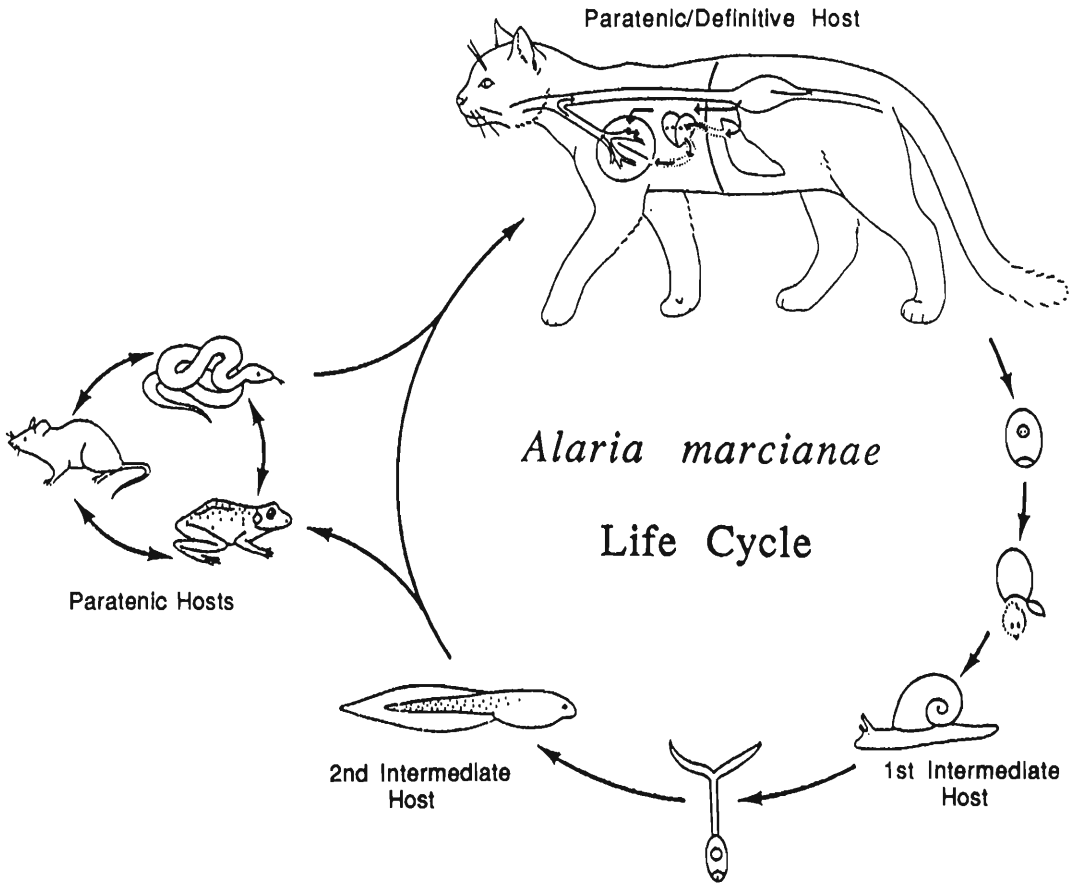 Paratenic/Definitive Host
Alaria marcianae
Life Cycle
Paratenic Hosts
2nd Intermediate
Host
1st Intermediate
Host